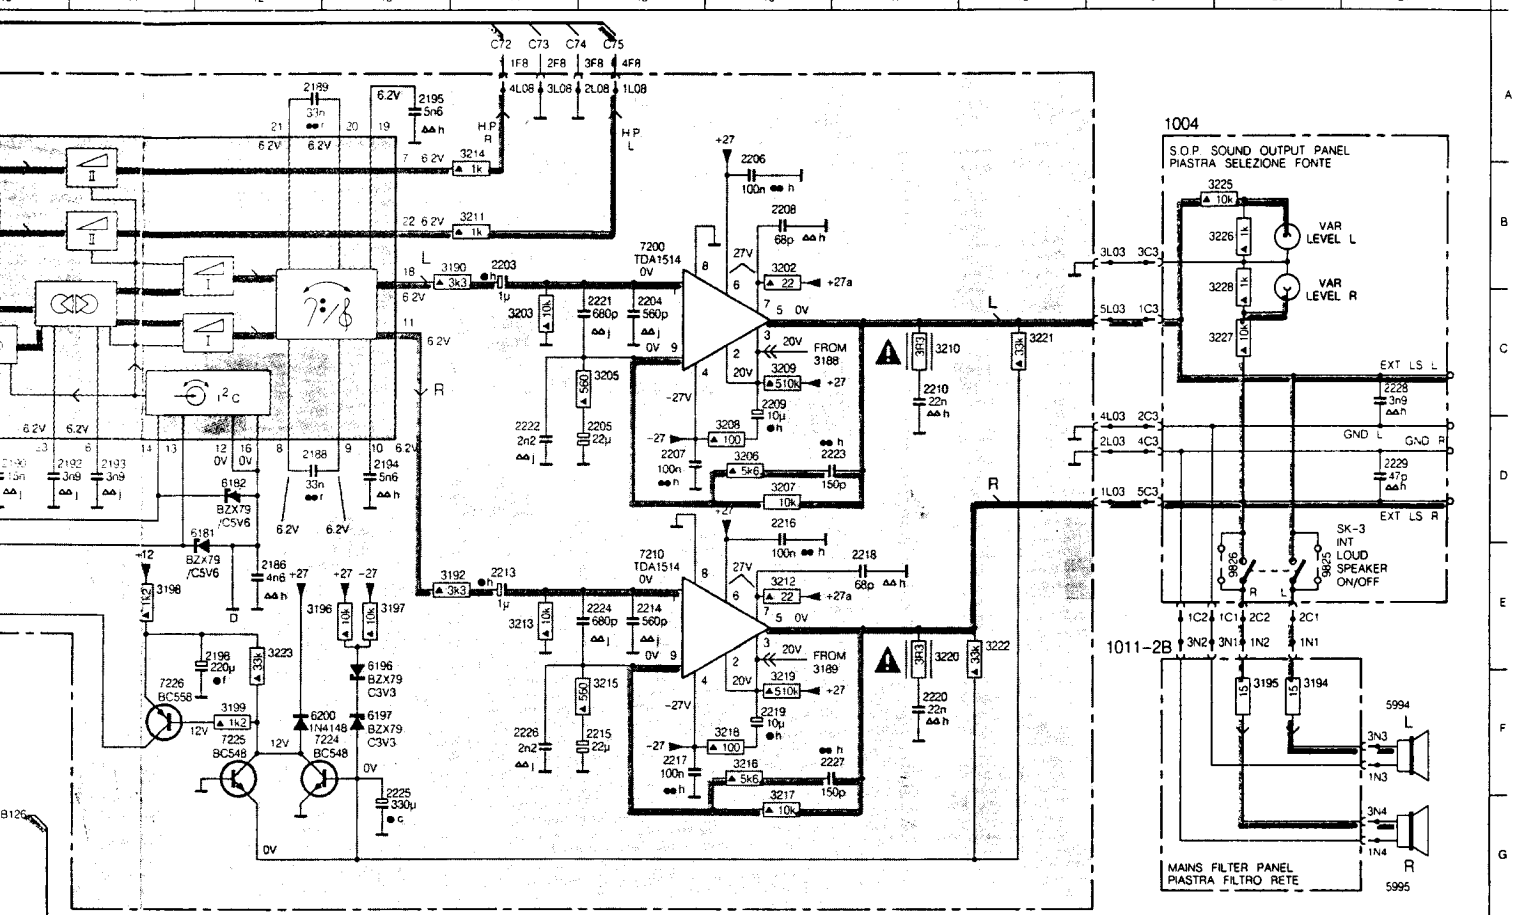 C72 C73 C74 C75
1F8 2F8 3F8 4F8
4L08 3L08 2L08 1L08
A
2189
33n
6.2V
2195
5n6
h
21
6.2V 6.2V
20 19
H.P.
R
H.P.
L
7 6.2V
3214
1k
II
22 6.2V
3211
1k
II
+27
2206
100n h
2208
68p h
7200
TDA1514
0V
8
27V
6
3202
22
+27a
7
5 0V
1004
S.O.P. SOUND OUTPUT PANEL
PIASTRA SELEZIONE FONTE
3225
10k
B
3226
1k
VAR
LEVEL L
3L03 3C3
3228
1k
VAR
LEVEL R
18 L
6.2V
3190
3k3
2203
h
1µ
3203
10k
2221
680p
j
2204
560p
j
1
I
I
11
6.2V
0V
9
3
20V
FROM
3188
2
20V
3209
510k
+27
4
-27V
L
3R3
3210
2210
22n
h
33k
3221
5L03 1C3
3227
10k
C
EXT LS L
2228
3n9
h
I²C
R
560
3205
2222
2n2
j
2205
22µ
2209
10µ
h
-27
3208
100
2207
100n
h
3206
5k6
h
2223
150p
3207
10k
4L03 2C3
2L03 4C3
GND L GND R
2229
47p
h
D
6.2V 6.2V
6
14 13
12 16
0V 0V
8
9 10 6.2V
15n
2192
3n9
2193
3n9
j
2188
33n
2194
5n6
h
6182
BZX79
/C5V6
6.2V 6.2V
R
1L03 5C3
EXT LS R
6181
BZX79
/C5V6
+12
2186
4n6
h
D
3198
1k2
+27 +27 -27
3196
10k
10k
3197
3192
3k3
2213
h
1µ
3213
10k
2224
680p
j
2214
560p
j
1
+27
2216
100n h
7210
TDA1514
0V
8
27V
6
2218
68p h
3212
22
+27a
7
5 0V
SK-3
INT
LOUD
SPEAKER
ON/OFF
9826
9825
R L
E
1C2 1C1 2C2 2C1
3N2 3N1 1N2 1N1
1011-2B
2198
220µ
f
33k
3223
6196
BZX79
C3V3
0V
9
3
20V
FROM
3189
2
20V
3219
510k
+27
4
-27V
3R3
3220
33k
3222
7226
BC558
3199
1k2
12V
7225
BC548
12V
6200
1N4148
7224
BC548
6197
BZX79
C3V3
0V
560
3215
2226
2n2
j
2215
22µ
2219
10µ
h
-27
3218
100
2220
22n
h
15
3195
15
3194
5994
L
3N3
1N3
F
2217
100n
h
3216
5k6
h
2227
150p
3217
10k
2225
330µ
c
B126
0V
3N4
1N4
R
5995
G
MAINS FILTER PANEL
PIASTRA FILTRO RETE